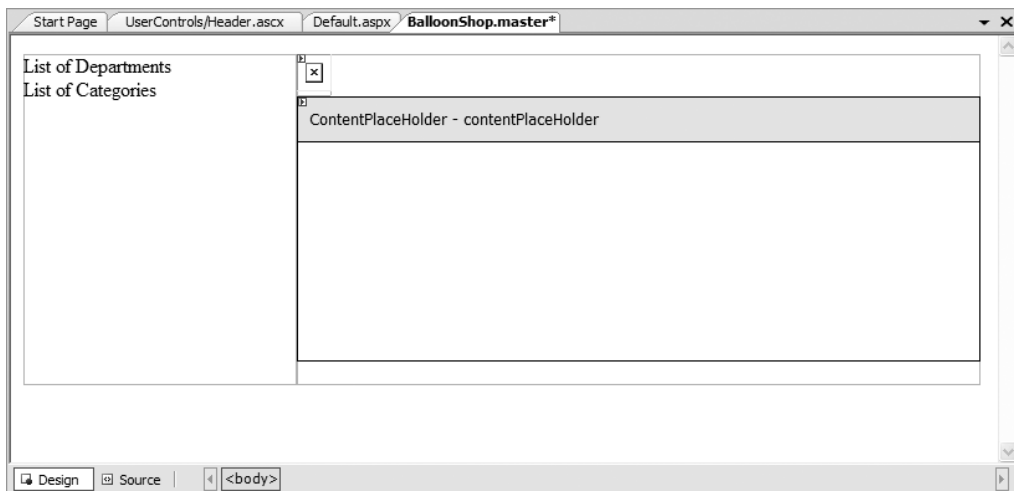 Start Page UserControls/Header.ascx Default.aspx BalloonShop.master*
List of Departments
List of Categories
ContentPlaceHolder - contentPlaceHolder
Design Source <body>